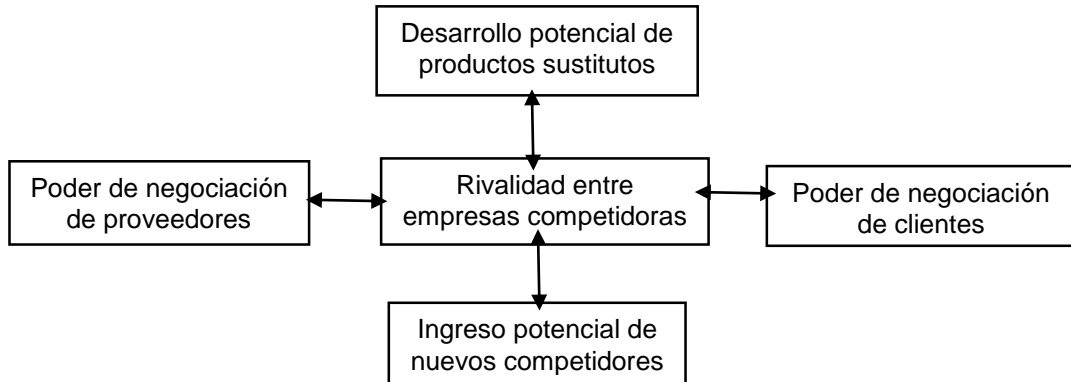 Desarrollo potencial de
productos sustitutos
Poder de negociación
de proveedores
Rivalidad entre
empresas competidoras
Poder de negociación
de clientes
Ingreso potencial de
nuevos competidores